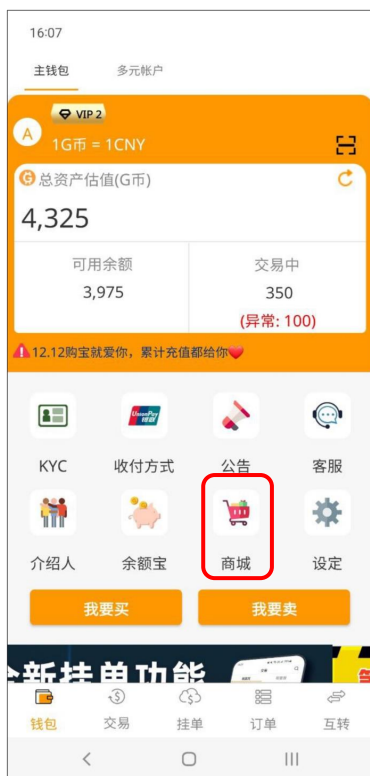 16:07
主钱包 多元帐户
VIP 2
A
1G币 = 1CNY
G 总资产估值(G币)
4,325
可用余额 交易中
3,975 350
(异常: 100)
12.12购宝就爱你，累计充值都给你
UnionPay
银联
KYC 收付方式 公告 客服
介绍人 余额宝 商城 设定
我要买 我要卖
全新挂单功能
钱包 交易 挂单 订单 互转